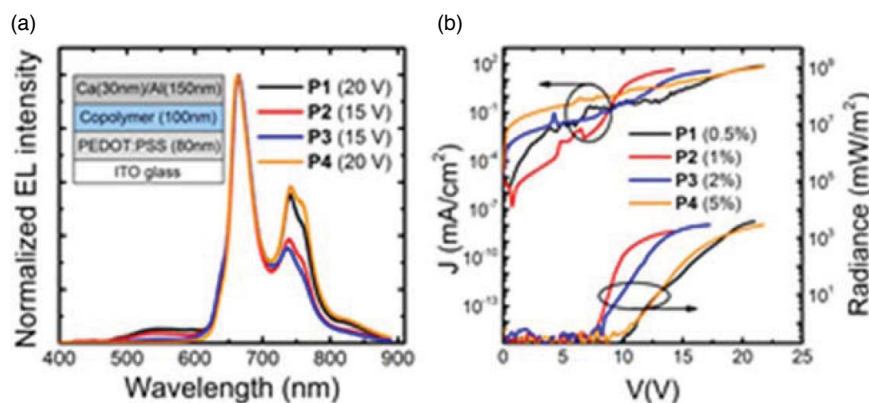 (a)
Normalized EL intensity
Ca(30nm)/Al(150nm)
Copolymer (100nm)
PEDOT:PSS (80nm)
ITO glass
P1 (20 V)
P2 (15 V)
P3 (15 V)
P4 (20 V)
400 500 600 700 800 900
Wavelength (nm)
(b)
J (mA/cm²)
10²
10⁻¹
10⁻⁴
10⁻⁷
10⁻¹⁰
10⁻¹³
P1 (0.5%)
P2 (1%)
P3 (2%)
P4 (5%)
10⁹
10⁷
10⁵
10³
10¹
Radiance (mW/m²)
0 5 10 15 20 25
V(V)